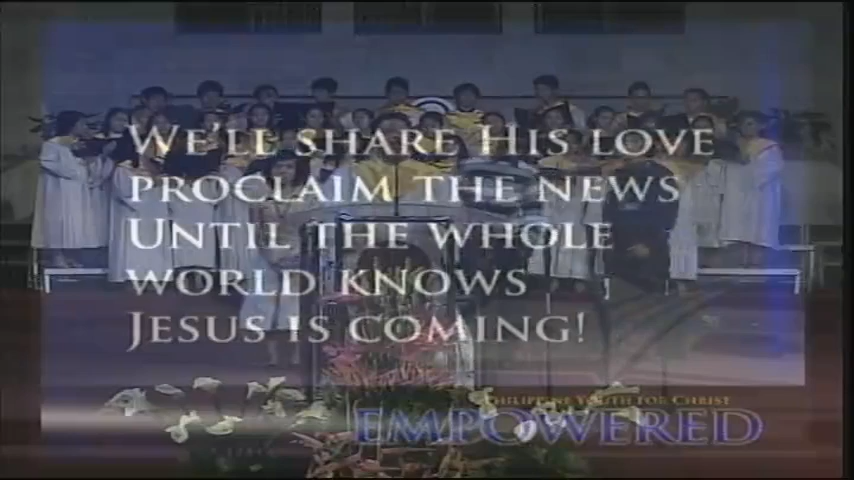 We'll share His love
proclaim the news
Until the whole
world knows
Jesus is coming!
Philippine Youth for Christ
EMPOWERED